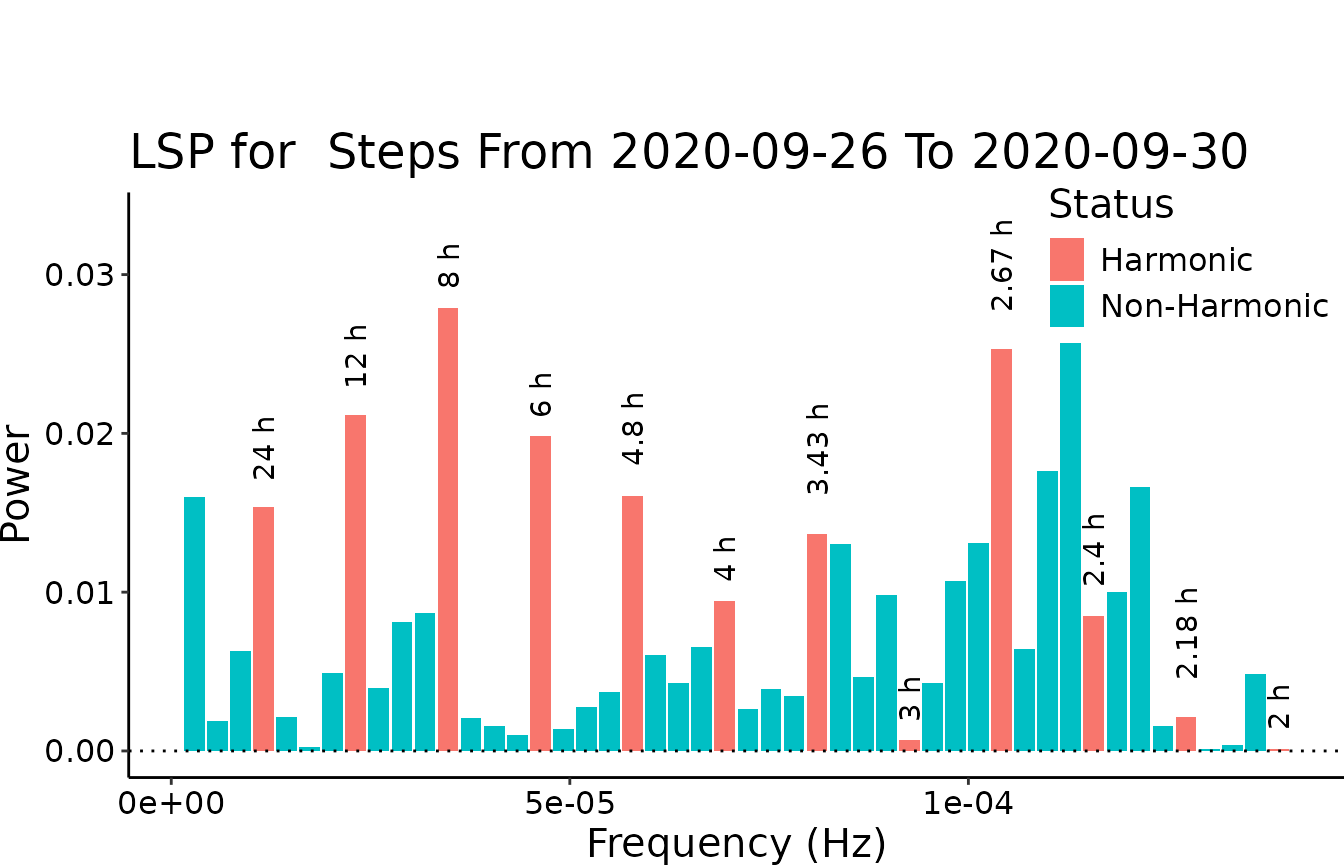 LSP for  Steps From 2020-09-26 To 2020-09-30
Status
Harmonic
Non-Harmonic
Power
0.03
0.02
0.01
0.00
24 h
12 h
8 h
6 h
4.8 h
4 h
3.43 h
3 h
2.67 h
2.4 h
2.18 h
2 h
0e+00
5e-05
1e-04
Frequency (Hz)